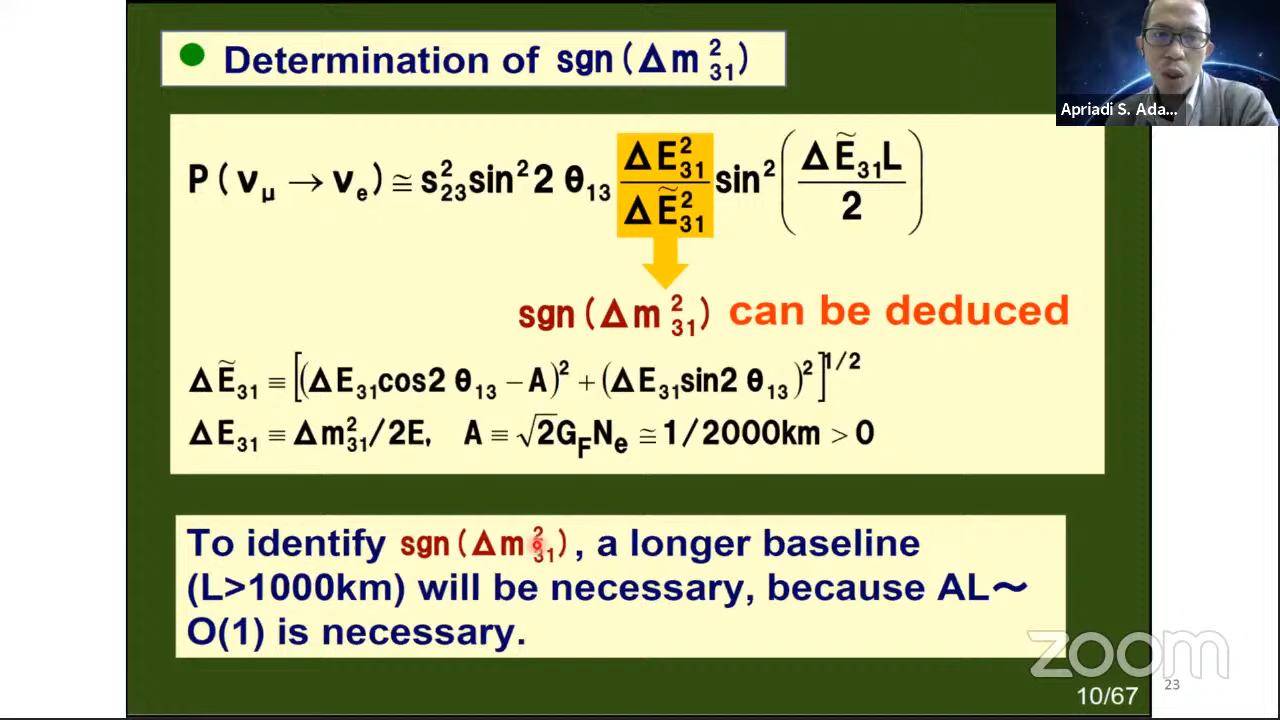 ● Determination of sgn(Δm²₃₁)
Apriadi S. Ada...
P(νμ → νe) ≅ s²₂₃sin²2θ₁₃ ΔE²₃₁/ΔẼ²₃₁ sin²(ΔẼ₃₁L/2)
sgn(Δm²₃₁) can be deduced
ΔẼ₃₁ ≡ [(ΔE₃₁cos2θ₁₃ − A)² + (ΔE₃₁sin2θ₁₃)²]^1/2
ΔE₃₁ ≡ Δm²₃₁/2E, A ≡ √2G_FN_e ≅ 1/2000km > 0
To identify sgn(Δm²₃₁), a longer baseline
(L>1000km) will be necessary, because AL～
O(1) is necessary.
zoom
10/67
23